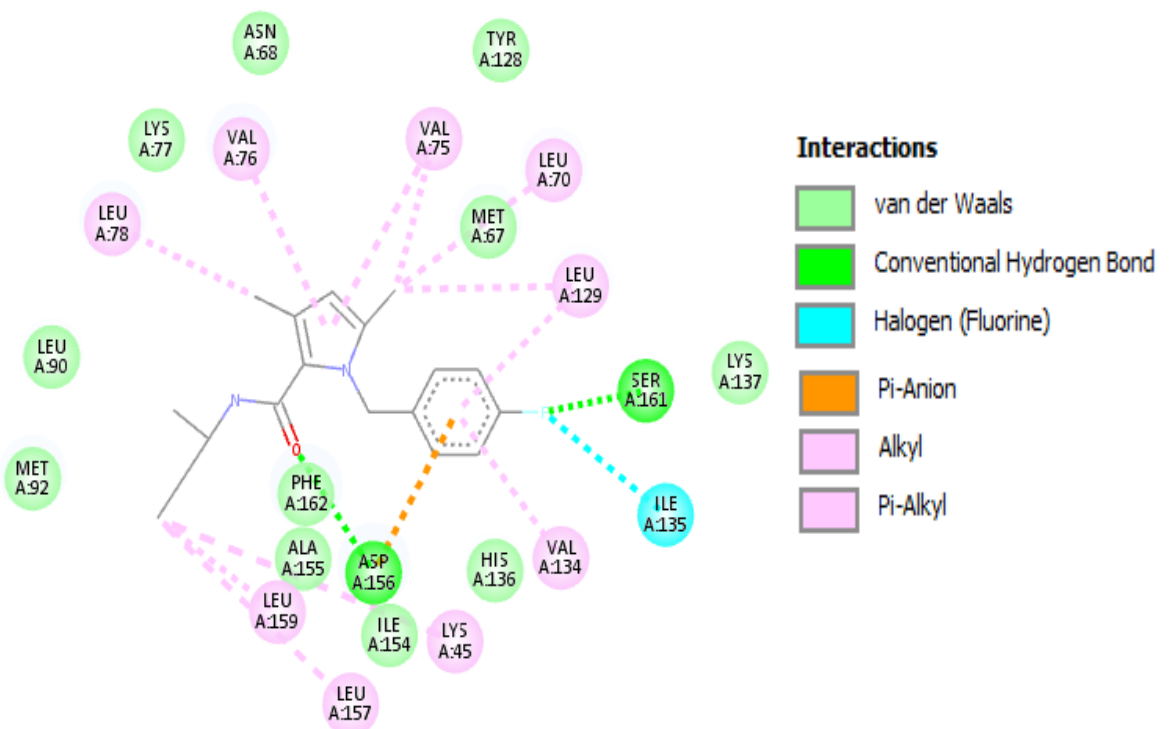 ASN
A:68
TYR
A:128
LYS
A:77
VAL
A:76
VAL
A:75
LEU
A:70
LEU
A:78
MET
A:67
LEU
A:129
LEU
A:90
N
N
F
SER
A:161
LYS
A:137
O
MET
A:92
PHE
A:162
ILE
A:135
ALA
A:155
ASP
A:156
HIS
A:136
VAL
A:134
LEU
A:159
ILE
A:154
LYS
A:45
LEU
A:157
Interactions
van der Waals
Conventional Hydrogen Bond
Halogen (Fluorine)
Pi-Anion
Alkyl
Pi-Alkyl